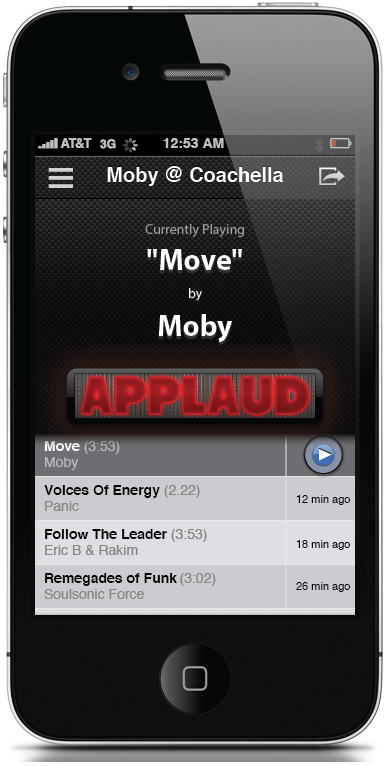 AT&T 3G 12:53 AM
Moby @ Coachella
Currently Playing
"Move"
by
Moby
APPLAUD
Move (3:53)
Moby
Voices Of Energy (2.22)
Panic
12 min ago
Follow The Leader (3:53)
Eric B & Rakim
18 min ago
Remegades of Funk (3:02)
Soulsonic Force
26 min ago